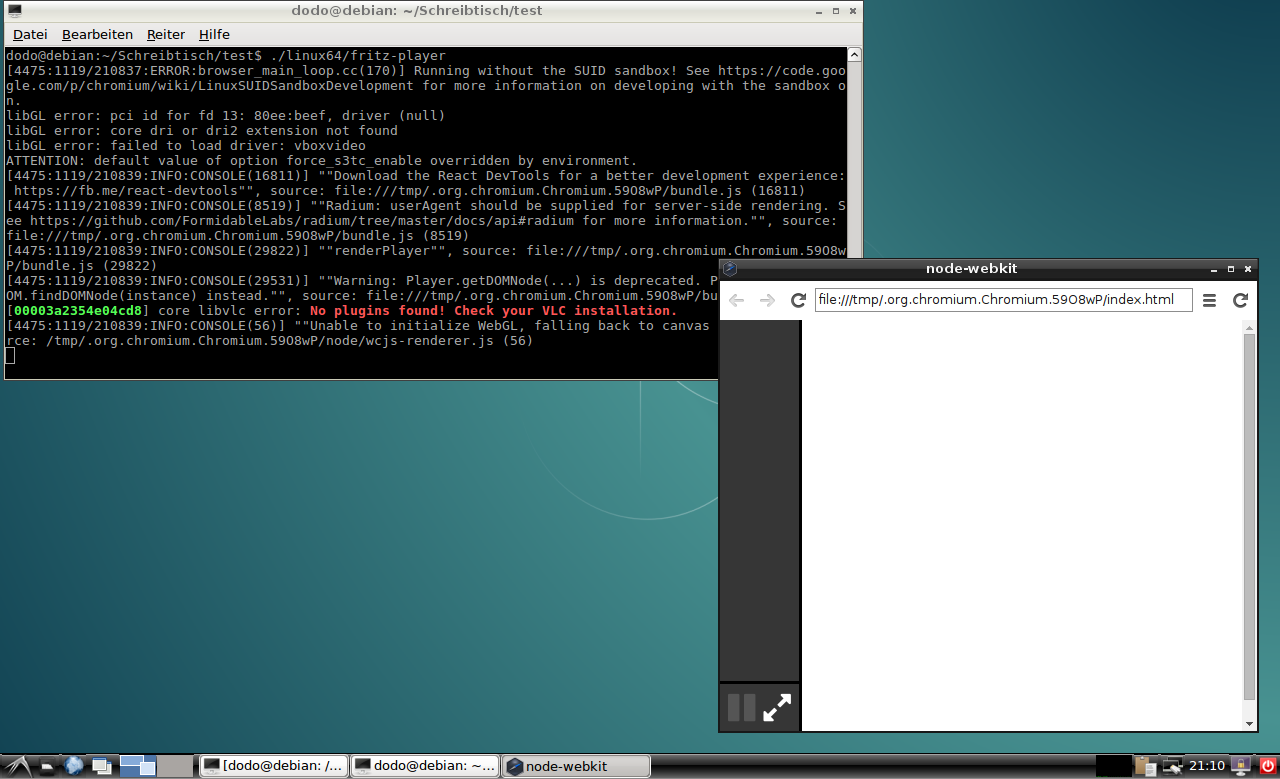 dodo@debian: ~/Schreibtisch/test
Datei Bearbeiten Reiter Hilfe
dodo@debian:~/Schreibtisch/test$ ./linux64/fritz-player
[4475:1119/210837:ERROR:browser_main_loop.cc(170)] Running without the SUID sandbox! See https://code.goo
gle.com/p/chromium/wiki/LinuxSUIDSandboxDevelopment for more information on developing with the sandbox o
n.
libGL error: pci id for fd 13: 80ee:beef, driver (null)
libGL error: core dri or dri2 extension not found
libGL error: failed to load driver: vboxvideo
ATTENTION: default value of option force_s3tc_enable overridden by environment.
[4475:1119/210839:INFO:CONSOLE(16811)] ""Download the React DevTools for a better development experience:
https://fb.me/react-devtools"", source: file:///tmp/.org.chromium.Chromium.59O8wP/bundle.js (16811)
[4475:1119/210839:INFO:CONSOLE(8519)] ""Radium: userAgent should be supplied for server-side rendering. S
ee https://github.com/FormidableLabs/radium/tree/master/docs/api#radium for more information."", source:
file:///tmp/.org.chromium.Chromium.59O8wP/bundle.js (8519)
[4475:1119/210839:INFO:CONSOLE(29822)] ""renderPlayer"", source: file:///tmp/.org.chromium.Chromium.59O8w
P/bundle.js (29822)
[4475:1119/210839:INFO:CONSOLE(29531)] ""Warning: Player.getDOMNode(...) is deprecated. P
OM.findDOMNode(instance) instead."", source: file:///tmp/.org.chromium.Chromium.59O8wP/bu
[00003a2354e04cd8] core libvlc error: No plugins found! Check your VLC installation.
[4475:1119/210839:INFO:CONSOLE(56)] ""Unable to initialize WebGL, falling back to canvas
rce: /tmp/.org.chromium.Chromium.59O8wP/node/wcjs-renderer.js (56)
node-webkit
file:///tmp/.org.chromium.Chromium.59O8wP/index.html
[dodo@debian: /...
dodo@debian: ~...
node-webkit
21:10